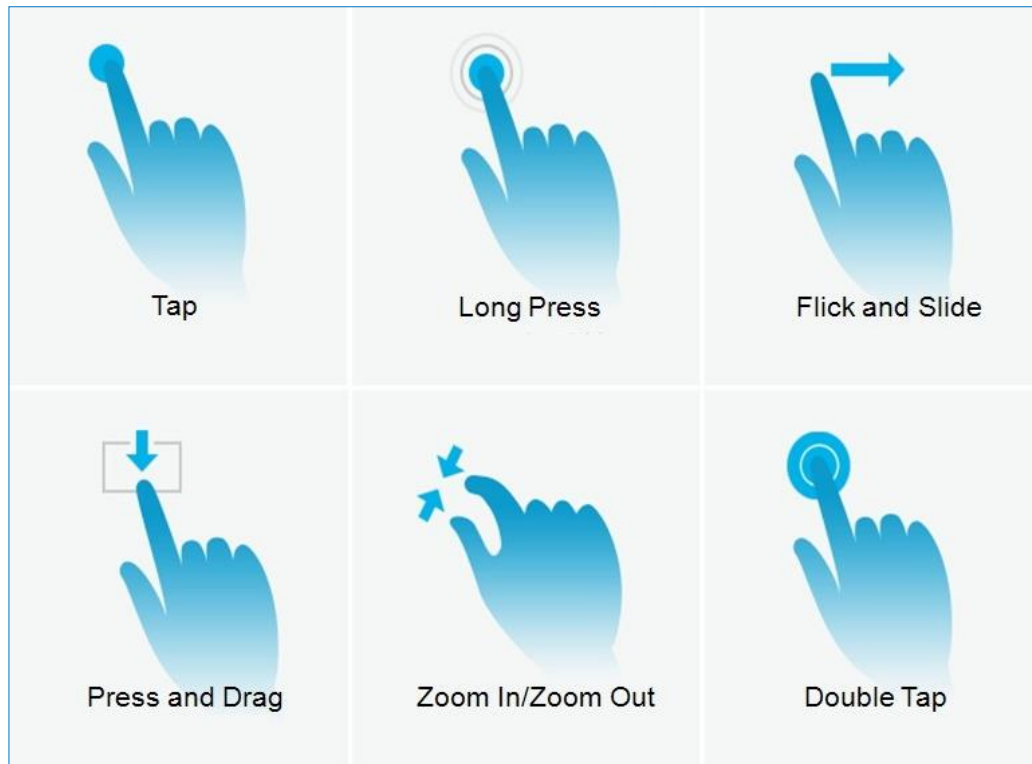 Tap
Long Press
Flick and Slide
Press and Drag
Zoom In/Zoom Out
Double Tap